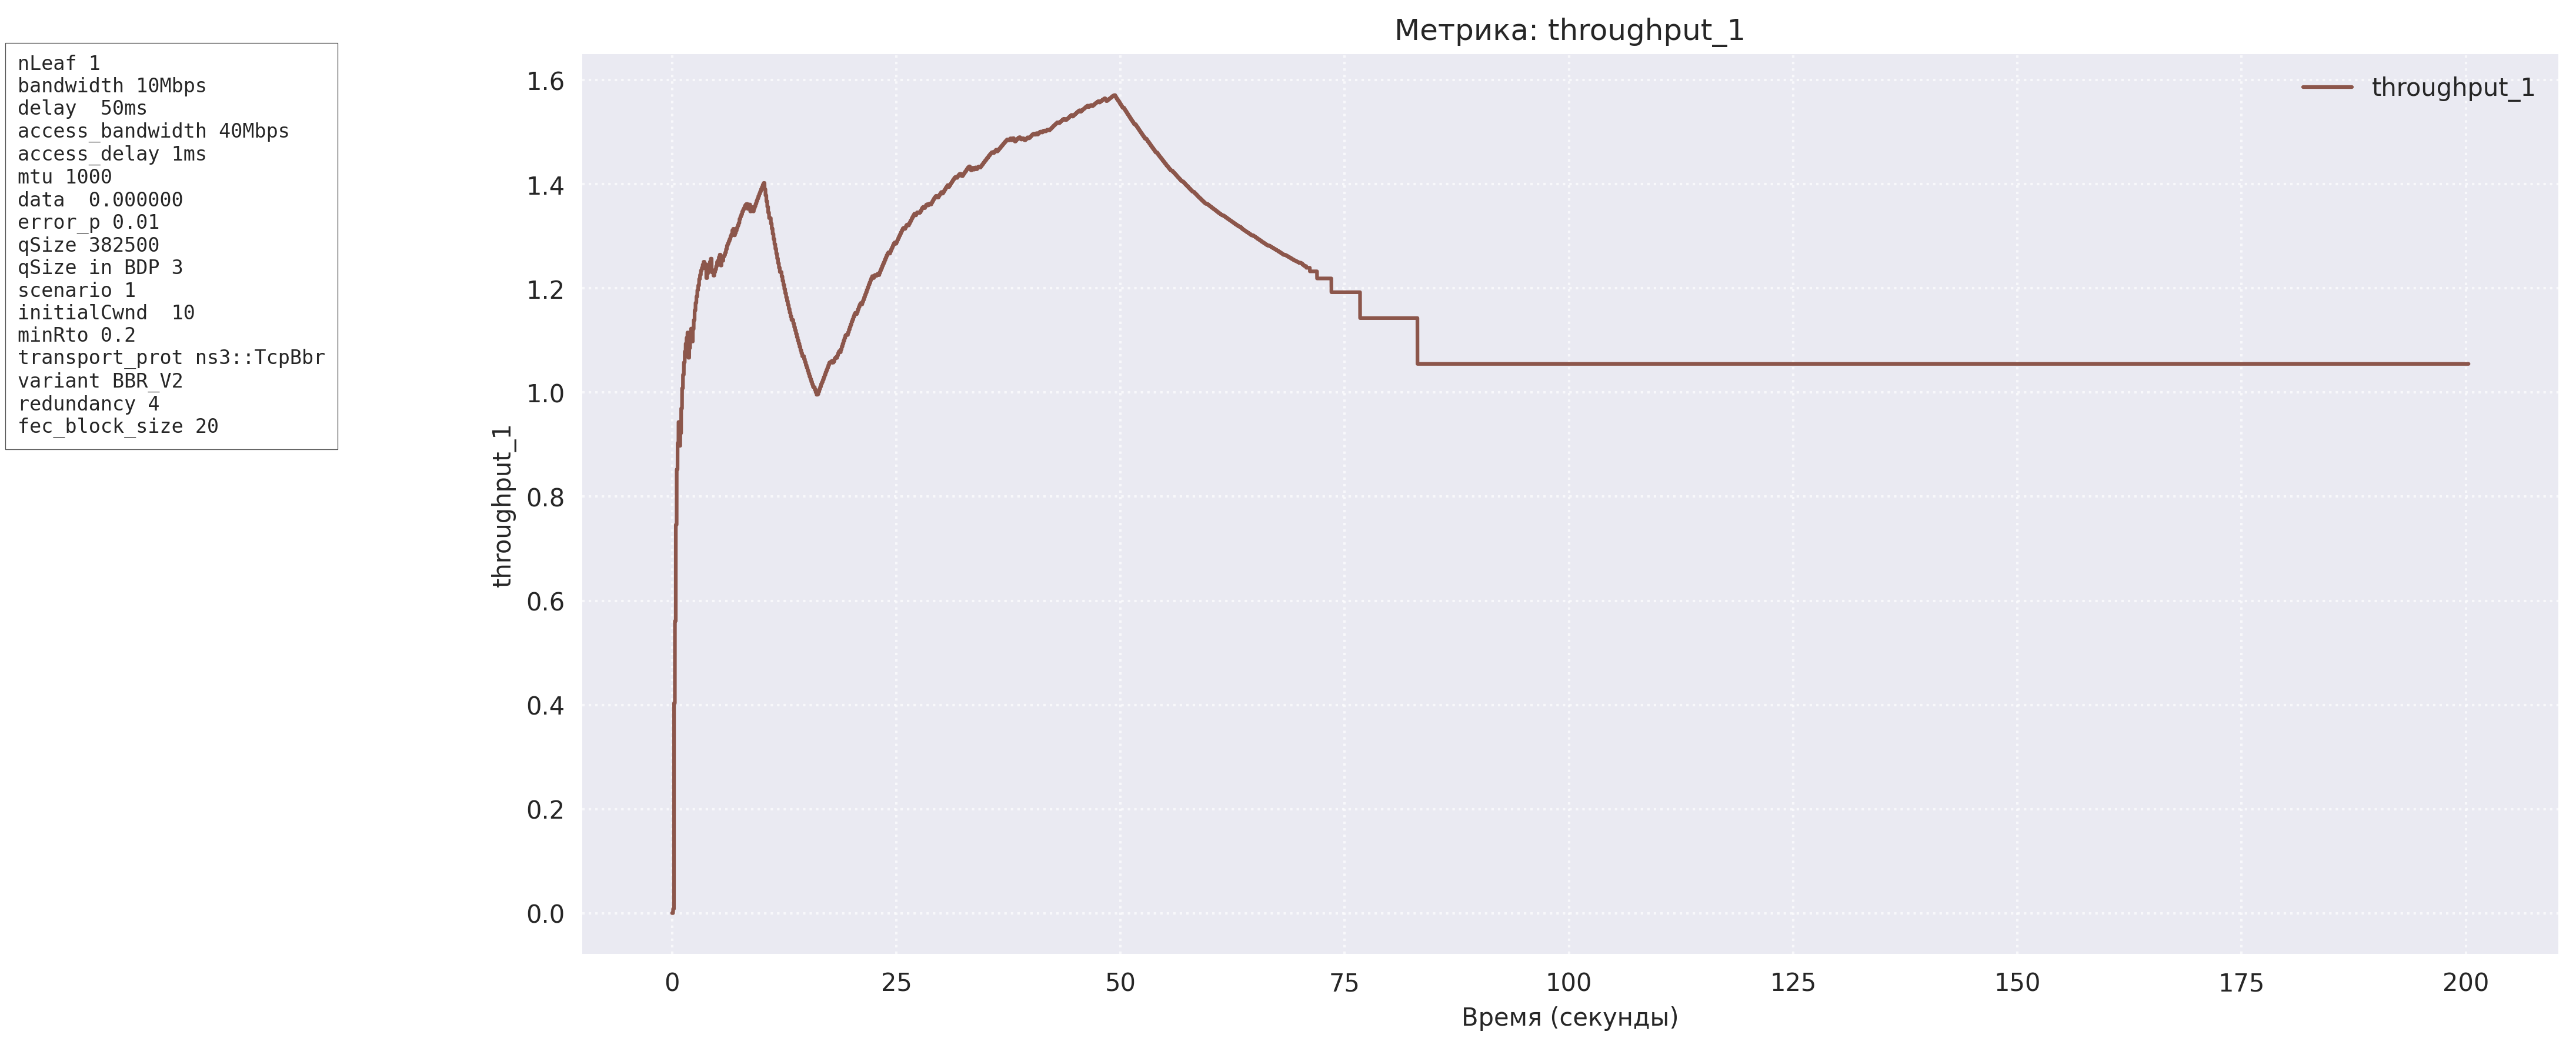 Метрика: throughput_1
nLeaf 1
bandwidth 10Mbps
delay  50ms
access_bandwidth 40Mbps
access_delay 1ms
mtu 1000
data  0.000000
error_p 0.01
qSize 382500
qSize in BDP 3
scenario 1
initialCwnd  10
minRto 0.2
transport_prot ns3::TcpBbr
variant BBR_V2
redundancy 4
fec_block_size 20
throughput_1
1.6
1.4
1.2
1.0
0.8
0.6
0.4
0.2
0.0
throughput_1
0
25
50
75
100
125
150
175
200
Время (секунды)